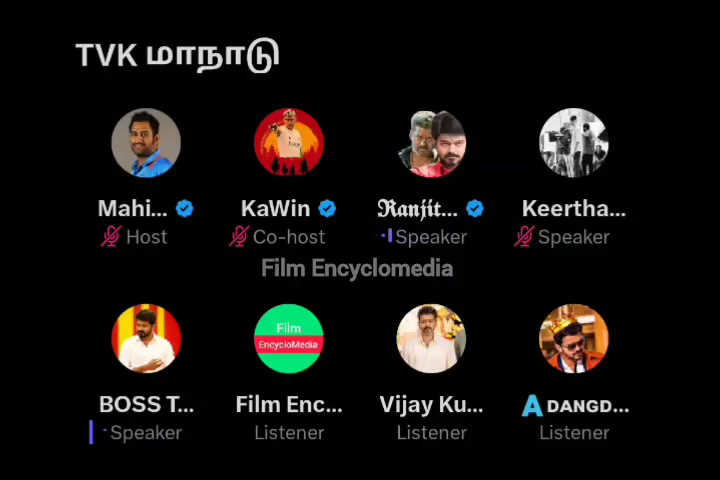 TVK மாநாடு
Mahi... KaWin 𝕽𝖆𝖓𝖏𝖎𝖙... Keertha...
Host Co-host Speaker Speaker
Film Encyclomedia
Film
EncycloMedia
BOSS T... Film Enc... Vijay Ku... A DANGD...
Speaker Listener Listener Listener